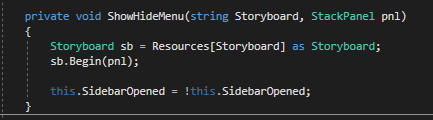 private void ShowHideMenu(string Storyboard, StackPanel pnl)
{
Storyboard sb = Resources[Storyboard] as Storyboard;
sb.Begin(pnl);
this.SidebarOpened = !this.SidebarOpened;
}